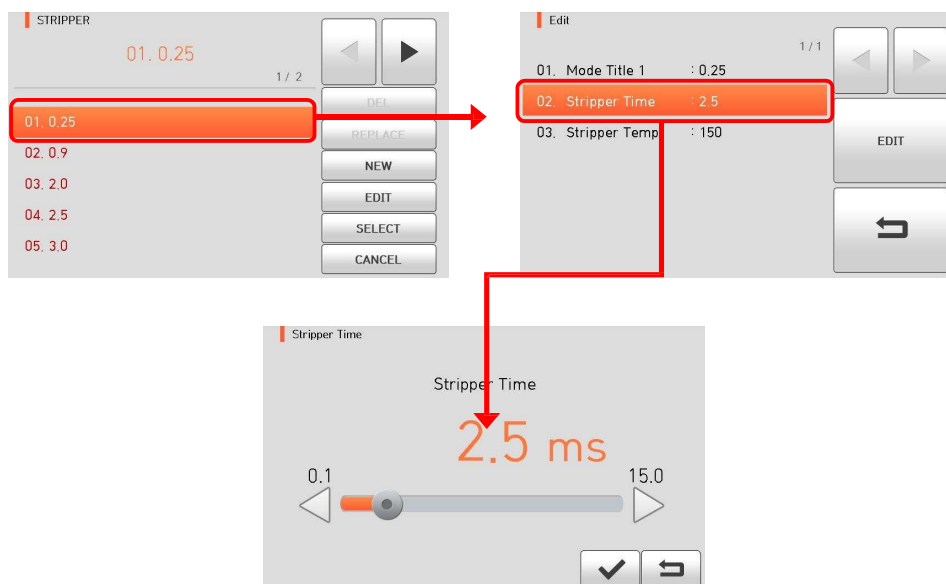 STRIPPER
01. 0.25
1 / 2
01. 0.25
02. 0.9
03. 2.0
04. 2.5
05. 3.0
DEL
REPLACE
NEW
EDIT
SELECT
CANCEL
Edit
1 / 1
01. Mode Title 1 : 0.25
02. Stripper Time : 2.5
03. Stripper Temp. : 150
EDIT
Stripper Time
Stripper Time
2.5 ms
0.1
15.0